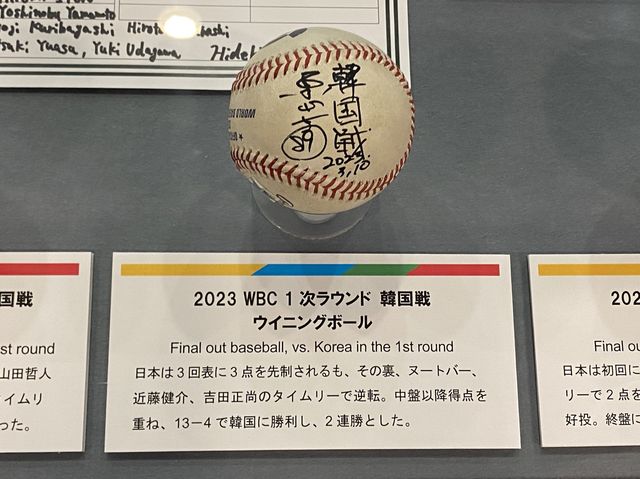 Yoshinobu Yamamoto
oji Kuribayashi Hiroto
tsaki Yuasa, Yuki Udagawa Hideki
韓国戦
2023.
3.10.
2023 WBC 1次ラウンド 韓国戦
ウイニングボール
Final out baseball, vs. Korea in the 1st round
日本は3回表に3点を先制されるも、その裏、ヌートバー、
近藤健介、吉田正尚のタイムリーで逆転。中盤以降得点を
重ね、13−4で韓国に勝利し、2連勝とした。
国戦
st round
山田哲人
タイムリ
った。
202
Final ou
日本は初回に
リーで2点を
好投。終盤に